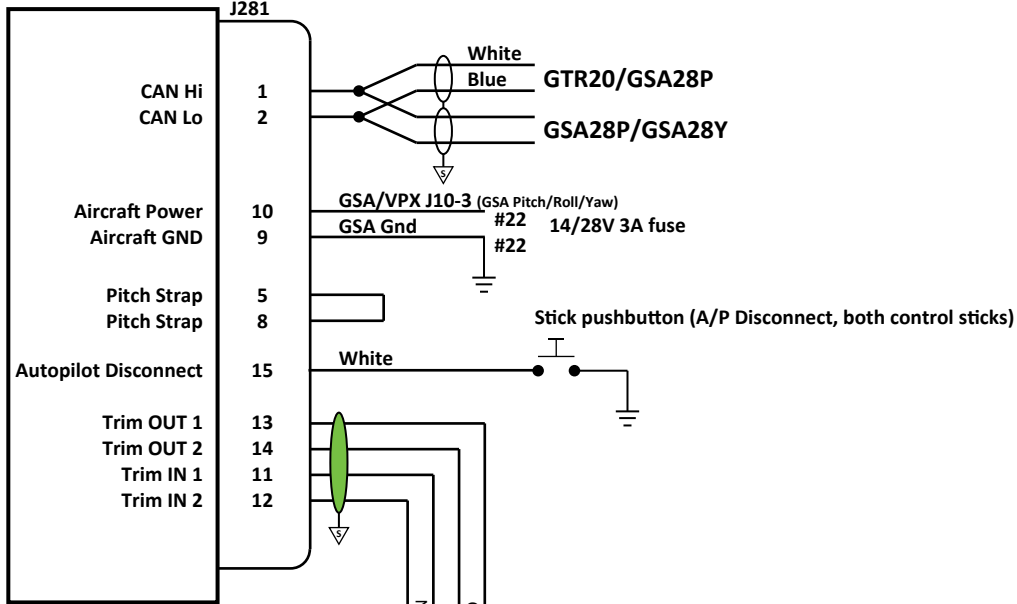 J281
White
CAN Hi 1 Blue GTR20/GSA28P
CAN Lo 2
GSA28P/GSA28Y
S
GSA/VPX J10-3 (GSA Pitch/Roll/Yaw)
Aircraft Power 10 #22 14/28V 3A fuse
Aircraft GND 9 GSA Gnd #22
Pitch Strap 5
Pitch Strap 8
Stick pushbutton (A/P Disconnect, both control sticks)
Autopilot Disconnect 15 White
Trim OUT 1 13
Trim OUT 2 14
Trim IN 1 11
Trim IN 2 12
S